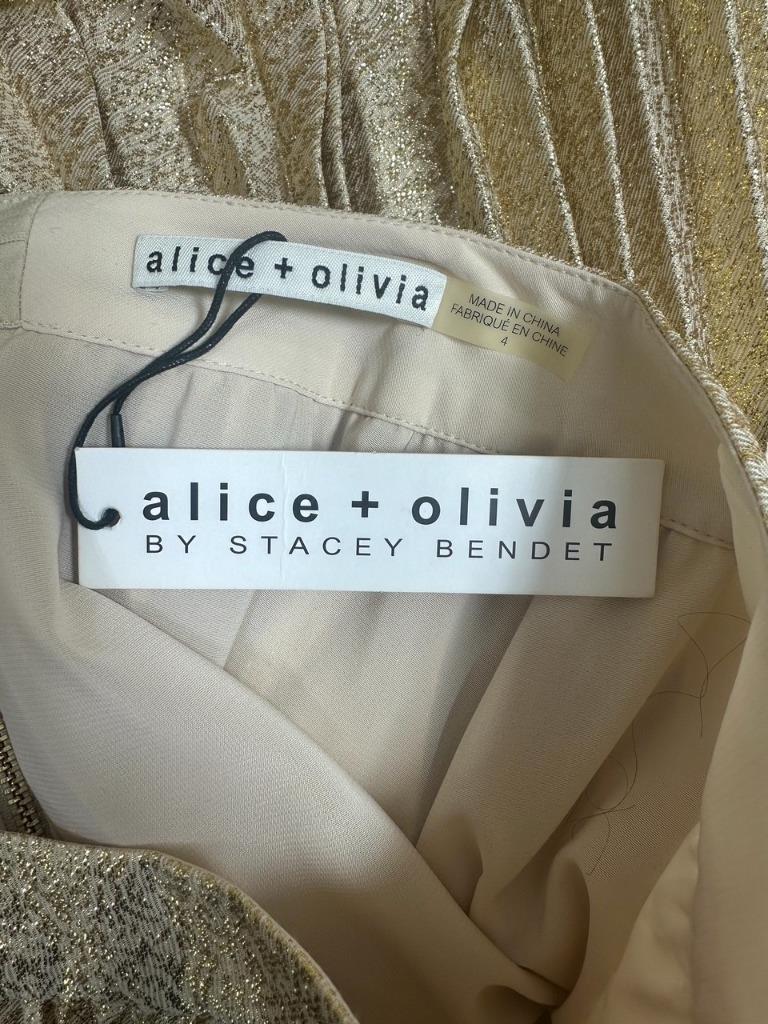 alice + olivia
MADE IN CHINA
FABRIQUÉ EN CHINE
4
alice + olivia
BY STACEY BENDET